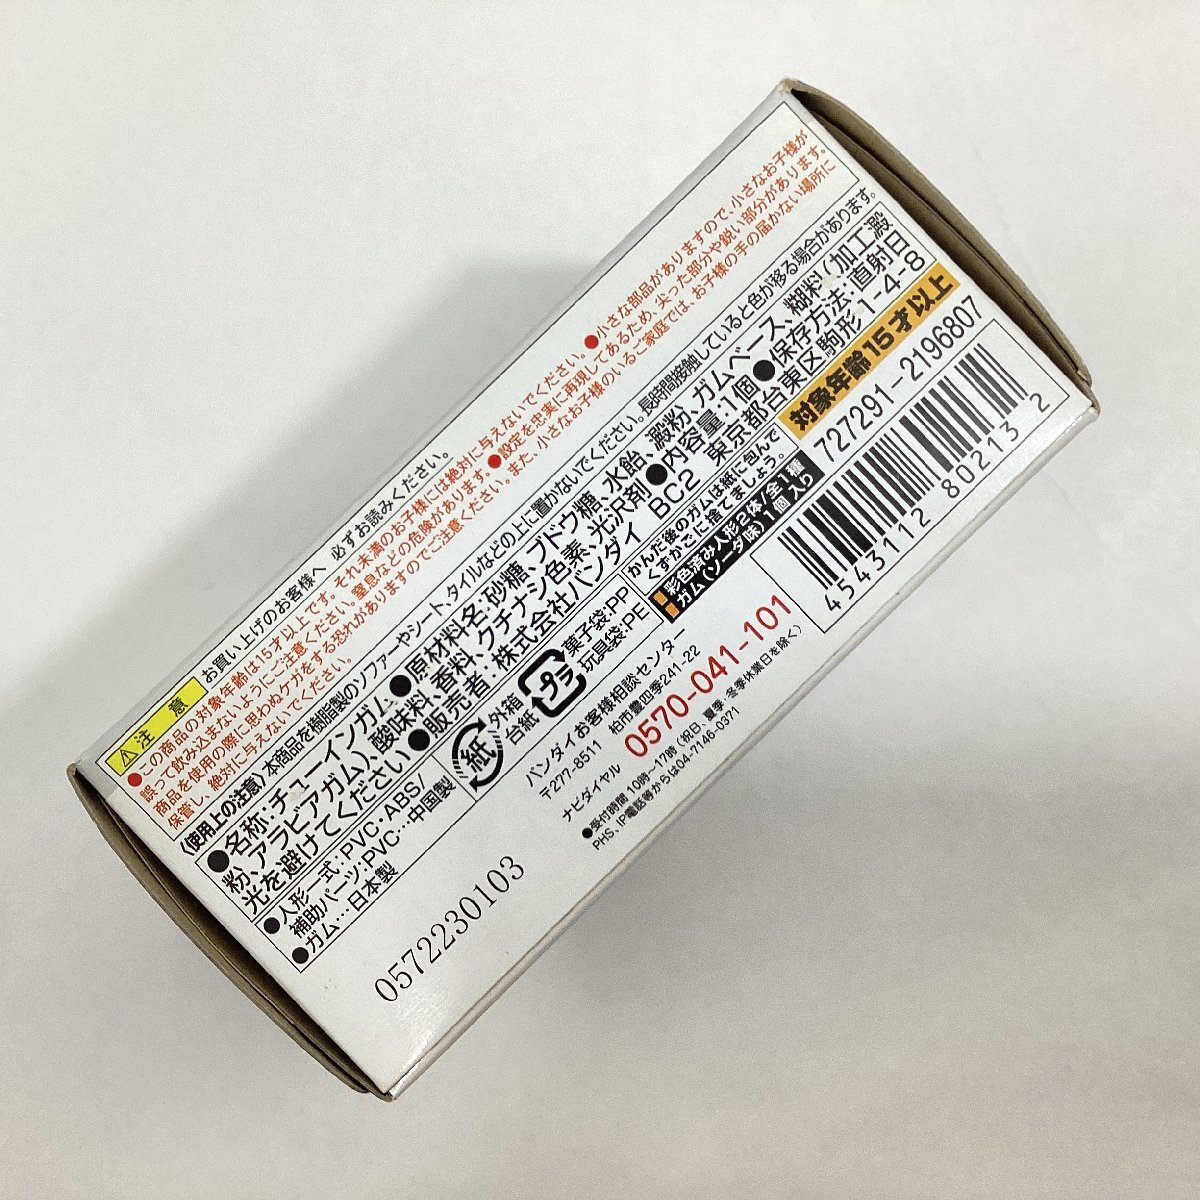 ⚠注 意 お買い上げのお客様へ 必ずお読みください。
●この商品の対象年齢は15才以上です。それ未満のお子様には絶対に与えないでください。●小さな部品がありますので、小さなお子様が
誤って飲み込まないようにご注意ください。窒息などの危険があります。●設定を忠実に再現してあるため、尖った部分や鋭い部分があります。
商品を使用の際に思わぬケガをする恐れがありますのでご注意ください。また、小さなお子様のいるご家庭では、お子様の手の届かない場所に
保管し、絶対に与えないでください。
《使用上の注意》本商品を樹脂製のソファーやシート、タイルなどの上に置かないでください。長時間接触していると色が移る場合があります。
●名称:チューインガム●原材料名:砂糖、ブドウ糖、水飴、澱粉、ガムベース、糊料(加工澱
粉、アラビアガム)、酸味料、香料、クチナシ色素、光沢剤●内容量:1個●保存方法:直射日
光を避けてください●販売者:株式会社バンダイ BC2 東京都台東区駒形1-4-8
●人形一式:PVC・ABS/
補助パーツ:PVC…中国製
●ガム…日本製
紙 外箱
台紙
プラ 菓子袋:PP
玩具袋:PE
かんだ後のガムは紙に包んで
くずかごに捨てましょう。
対象年齢15才以上
■彩色済み人形2体/全1種
■ガム(ソーダ味)1個入り
727291-2196807
4543112 802132
バンダイお客様相談センター
〒277-8511 柏市豊四季241-22
ナビダイヤル 0570-041-101
●受付時間 10時~17時(祝日、夏季・冬季休業日を除く)
PHS、IP電話等からは04-7146-0371
0572230103